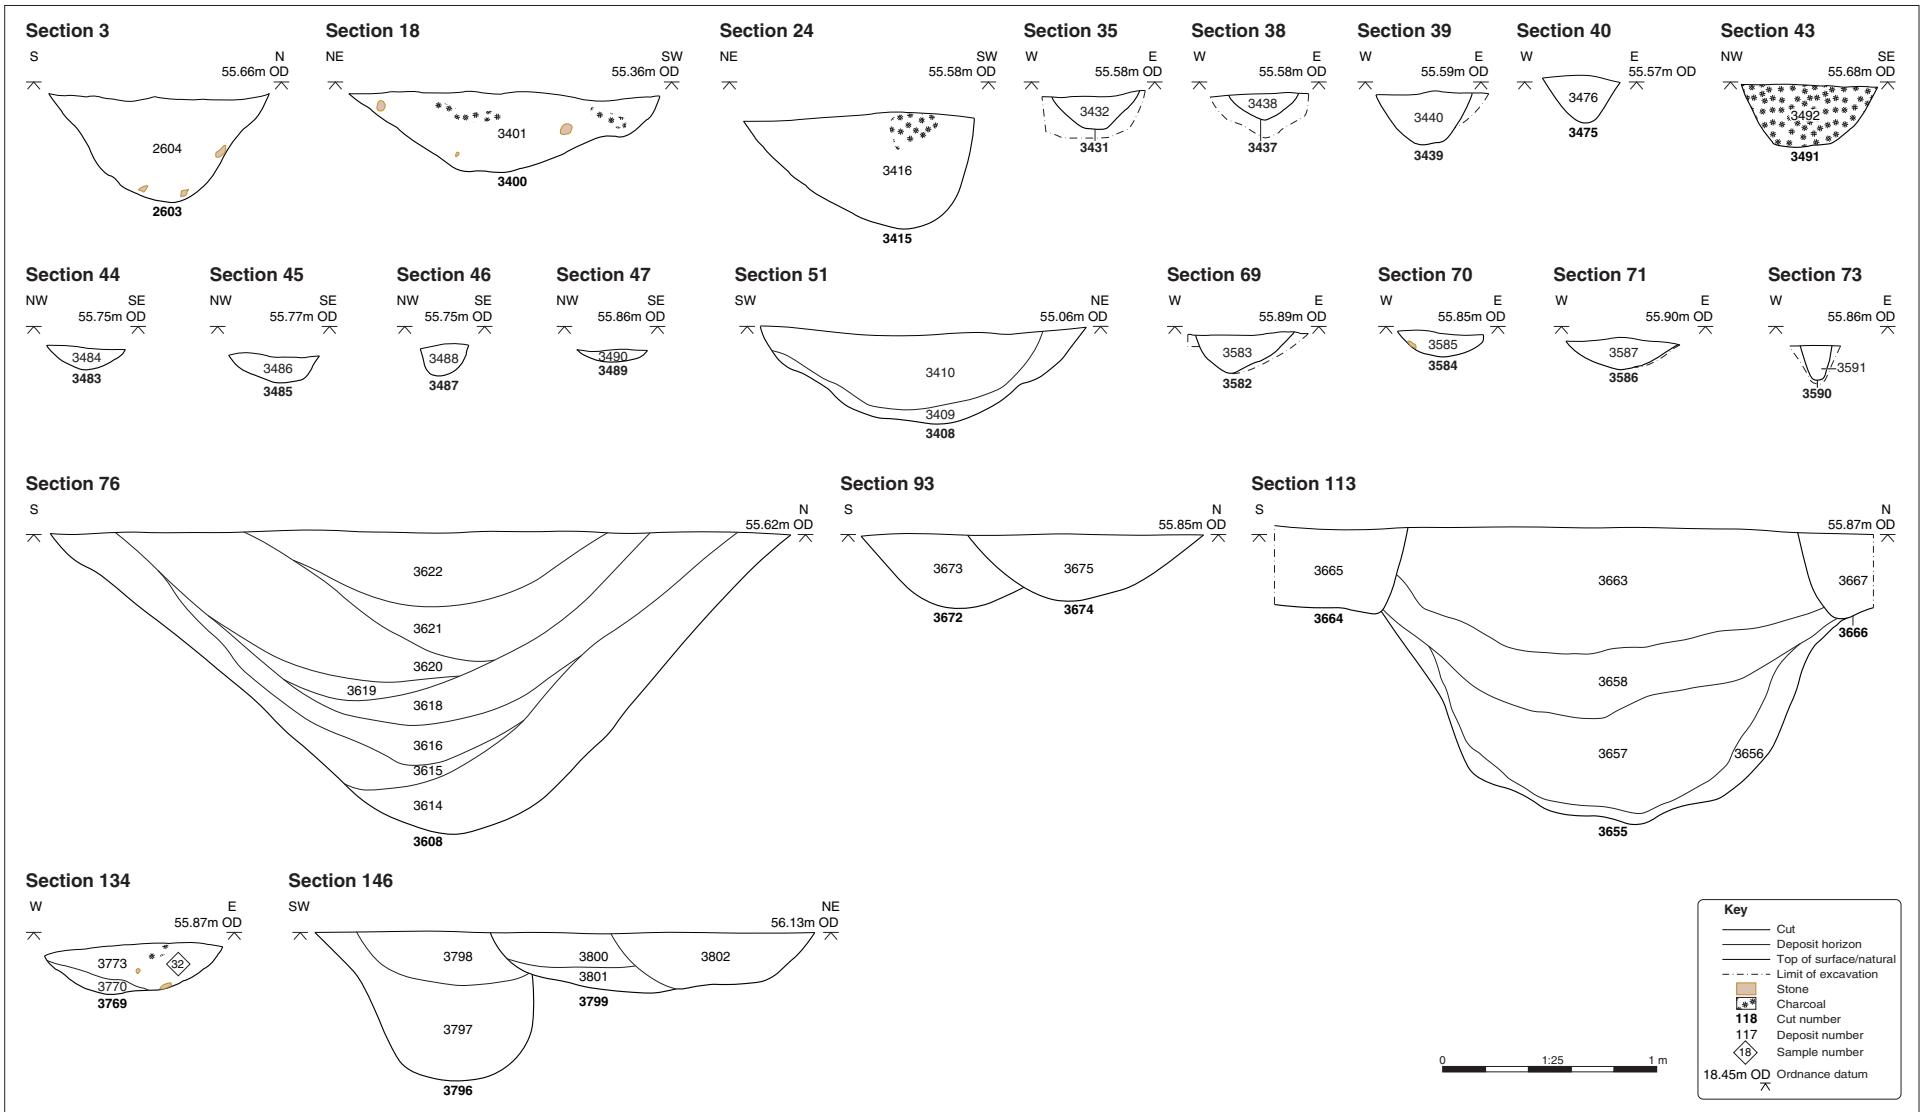 Section 3
S N
55.66m OD
2604
2603
Section 18
NE SW
55.36m OD
3401
3400
Section 24
NE SW
55.58m OD
3416
3415
Section 35
W E
55.58m OD
3432
3431
Section 38
W E
55.58m OD
3438
3437
Section 39
W E
55.59m OD
3440
3439
Section 40
W E
55.57m OD
3476
3475
Section 43
NW SE
55.68m OD
3492
3491
Section 44
NW SE
55.75m OD
3484
3483
Section 45
NW SE
55.77m OD
3486
3485
Section 46
NW SE
55.75m OD
3488
3487
Section 47
NW SE
55.86m OD
3490
3489
Section 51
SW NE
55.06m OD
3410
3409
3408
Section 69
W E
55.89m OD
3583
3582
Section 70
W E
55.85m OD
3585
3584
Section 71
W E
55.90m OD
3587
3586
Section 73
W E
55.86m OD
3591
3590
Section 76
S N
55.62m OD
3622
3621
3620
3619
3618
3616
3615
3614
3608
Section 93
S N
55.85m OD
3673 3675
3672 3674
Section 113
S N
55.87m OD
3665 3663 3667
3664 3666
3658
3657 3656
3655
Section 134
W E
55.87m OD
3773 32
3770
3769
Section 146
SW NE
56.13m OD
3798 3800 3802
3801
3799
3797
3796
0 1:25 1 m
Key
Cut
Deposit horizon
Top of surface/natural
Limit of excavation
Stone
Charcoal
118 Cut number
117 Deposit number
18 Sample number
18.45m OD Ordnance datum